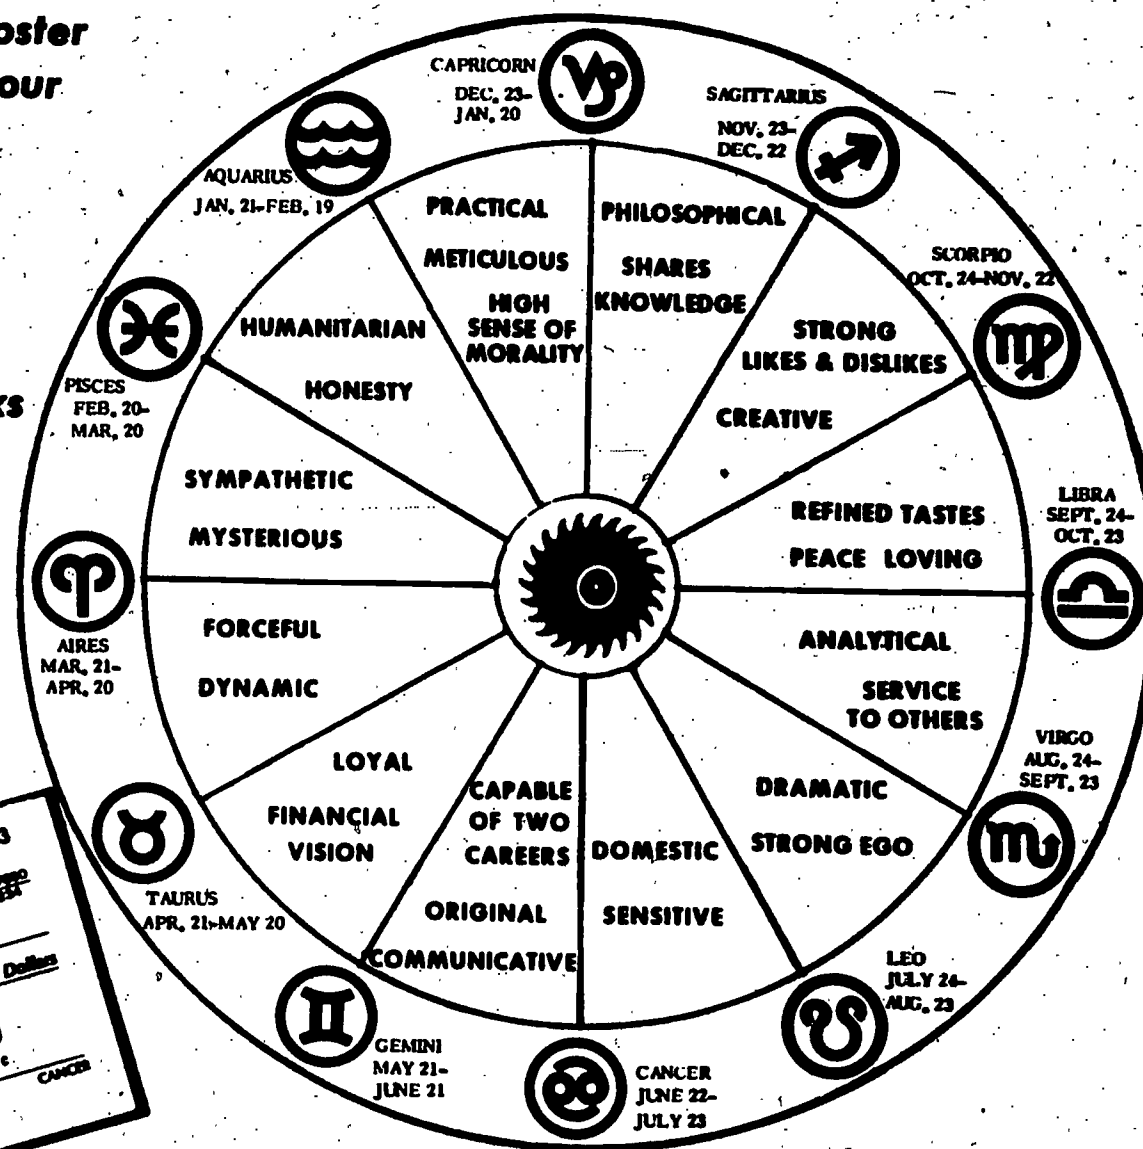 oster
our
ks
CAPRICORN
DEC. 23-
JAN. 20
SAGITTARIUS
NOV. 23-
DEC. 22
SCORPIO
OCT. 24-NOV. 22
LIBRA
SEPT. 24-
OCT. 23
VIRGO
AUG. 24-
SEPT. 23
LEO
JULY 24-
AUG. 23
CANCER
JUNE 22-
JULY 23
GEMINI
MAY 21-
JUNE 21
TAURUS
APR. 21-MAY 20
AIRES
MAR. 21-
APR. 20
PISCES
FEB. 20-
MAR. 20
AQUARIUS
JAN. 21-FEB. 19
PRACTICAL
METICULOUS
HIGH
SENSE OF
MORALITY
PHILOSOPHICAL
SHARES
KNOWLEDGE
STRONG
LIKES & DISLIKES
CREATIVE
REFINED TASTES
PEACE LOVING
ANALYTICAL
SERVICE
TO OTHERS
DRAMATIC
STRONG EGO
DOMESTIC
SENSITIVE
CAPABLE
OF TWO
CAREERS
ORIGINAL
COMMUNICATIVE
LOYAL
FINANCIAL
VISION
FORCEFUL
DYNAMIC
SYMPATHETIC
MYSTERIOUS
HUMANITARIAN
HONESTY
3
Dollars
CANCER